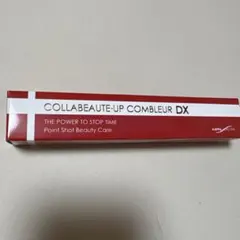 COLLABEAUTE-UP COMBLEUR DX
THE POWER TO STOP TIME
Point Shot Beauty Care